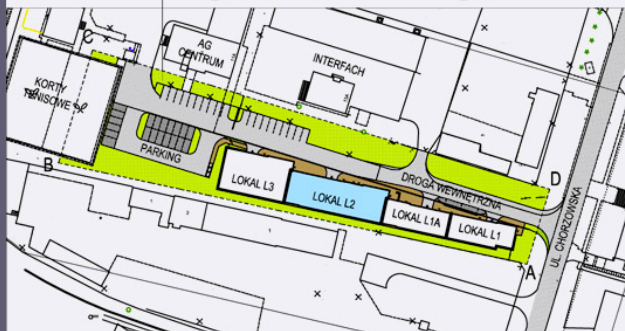 C
AG
CENTRUM
INTERFACH
KORTY
TENISOWE
PARKING
B
LOKAL L3
LOKAL L2
LOKAL L1A
LOKAL L1
DROGA WEWNĘTRZNA
D
UL. CHORZOWSKA
A